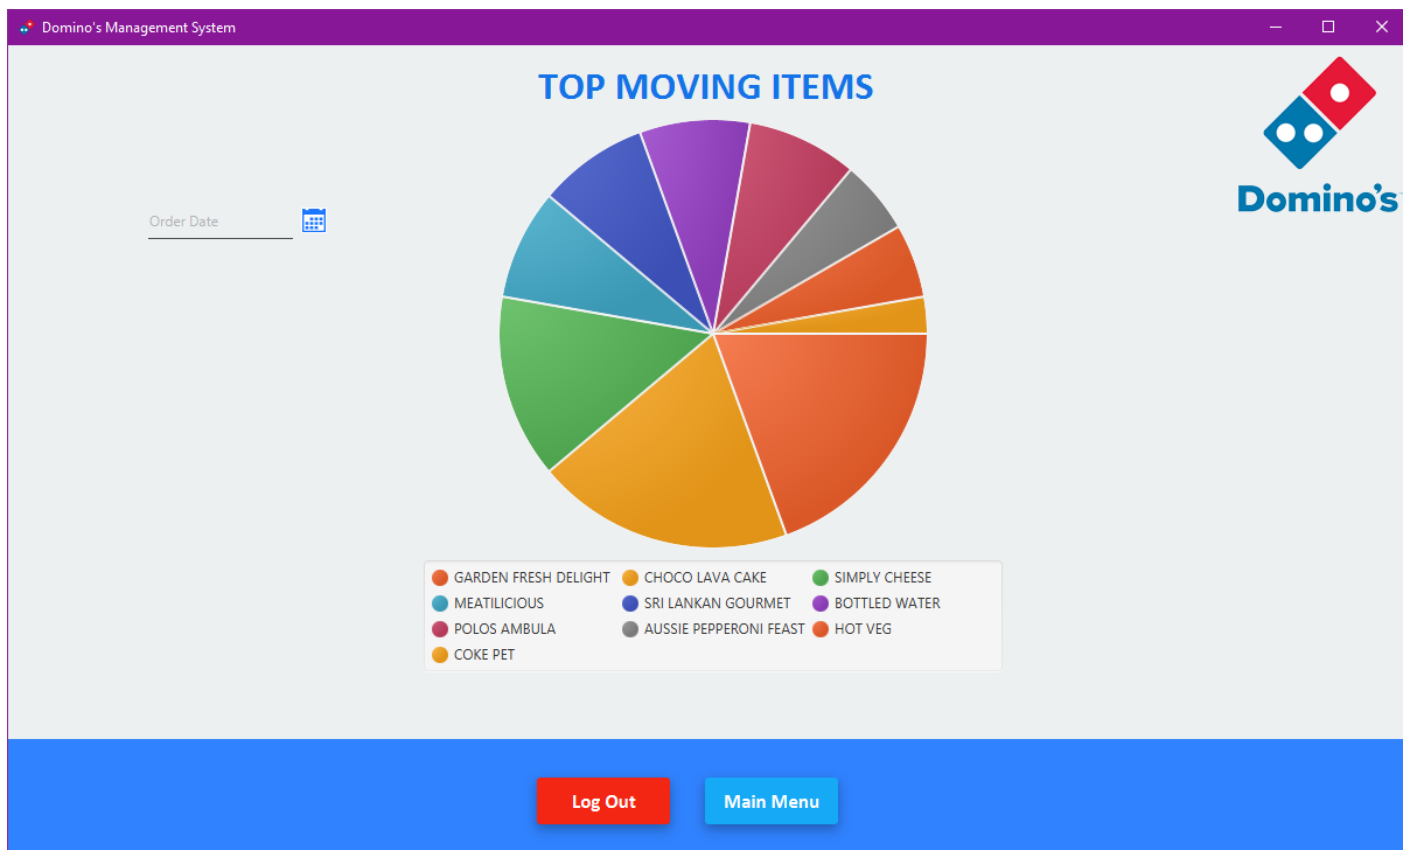 Domino's Management System
TOP MOVING ITEMS
Domino's
Order Date
GARDEN FRESH DELIGHT CHOCO LAVA CAKE SIMPLY CHEESE
MEATILICIOUS SRI LANKAN GOURMET BOTTLED WATER
POLOS AMBULA AUSSIE PEPPERONI FEAST HOT VEG
COKE PET
Log Out Main Menu